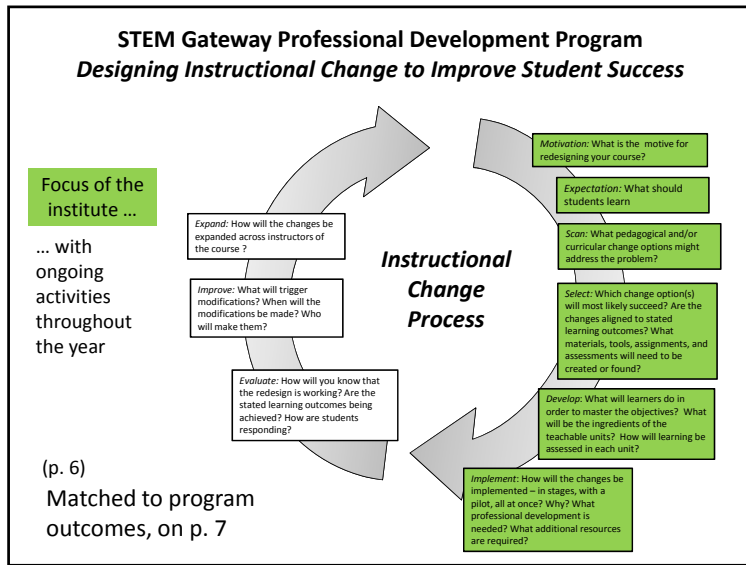 STEM Gateway Professional Development Program
Designing Instructional Change to Improve Student Success
Focus of the
institute …
… with
ongoing
activities
throughout
the year
Instructional
Change
Process
Motivation: What is the motive for
redesigning your course?
Expectation: What should
students learn
Scan: What pedagogical and/or
curricular change options might
address the problem?
Select: Which change option(s)
will most likely succeed? Are the
changes aligned to stated
learning outcomes? What
materials, tools, assignments, and
assessments will need to be
created or found?
Develop: What will learners do in
order to master the objectives? What
will be the ingredients of the
teachable units? How will learning be
assessed in each unit?
Implement: How will the changes be
implemented – in stages, with a
pilot, all at once? Why? What
professional development is
needed? What additional resources
are required?
Evaluate: How will you know that
the redesign is working? Are the
stated learning outcomes being
achieved? How are students
responding?
Improve: What will trigger
modifications? When will the
modifications be made? Who
will make them?
Expand: How will the changes be
expanded across instructors of
the course ?
(p. 6)
Matched to program
outcomes, on p. 7